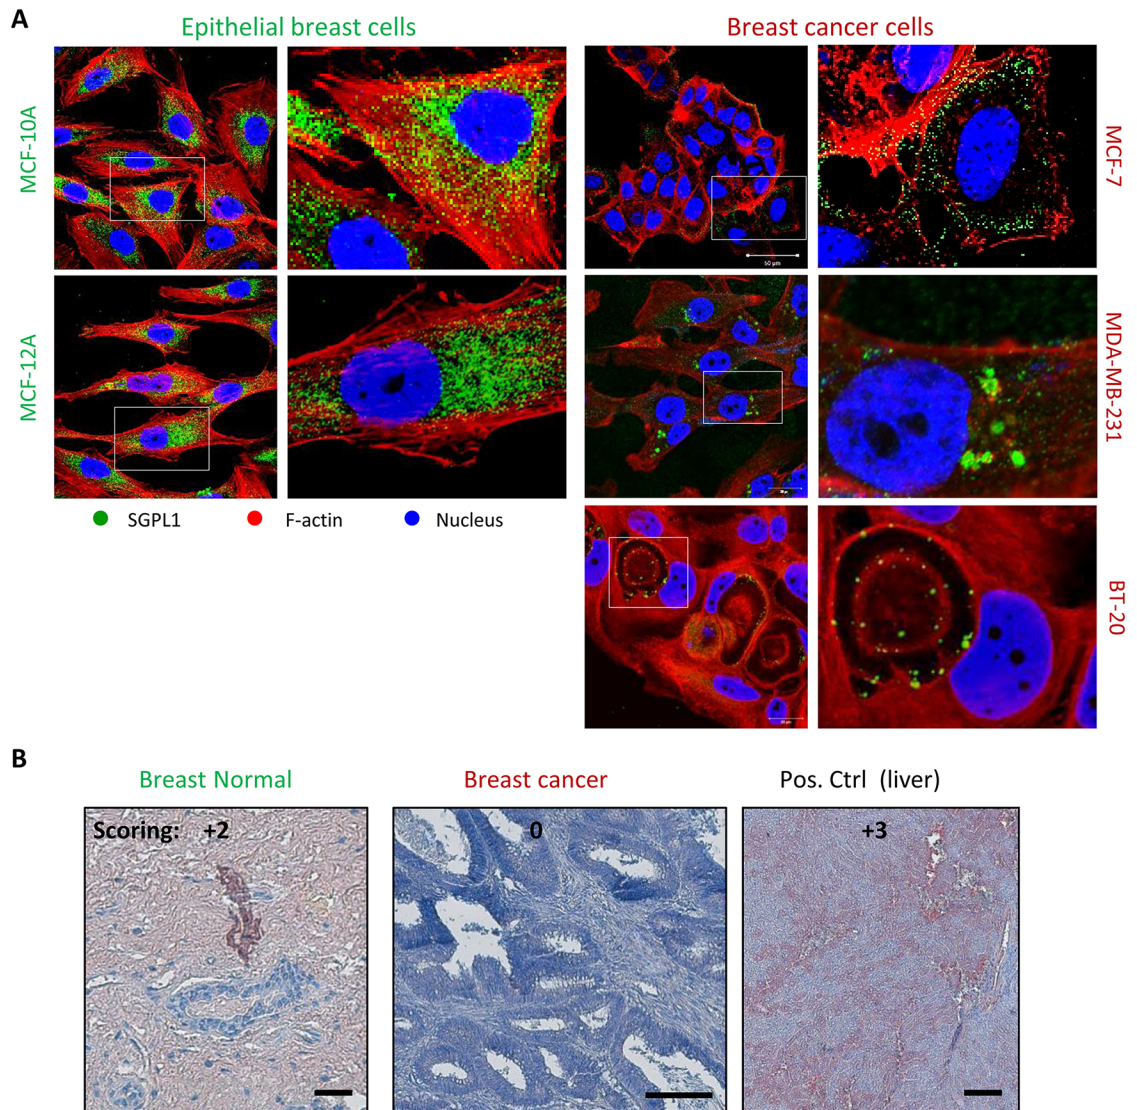 A
Epithelial breast cells
Breast cancer cells
MCF-10A
MCF-7
50 µm
MCF-12A
MDA-MB-231
SGPL1
F-actin
Nucleus
BT-20
B
Breast Normal
Breast cancer
Pos. Ctrl (liver)
Scoring: +2
0
+3